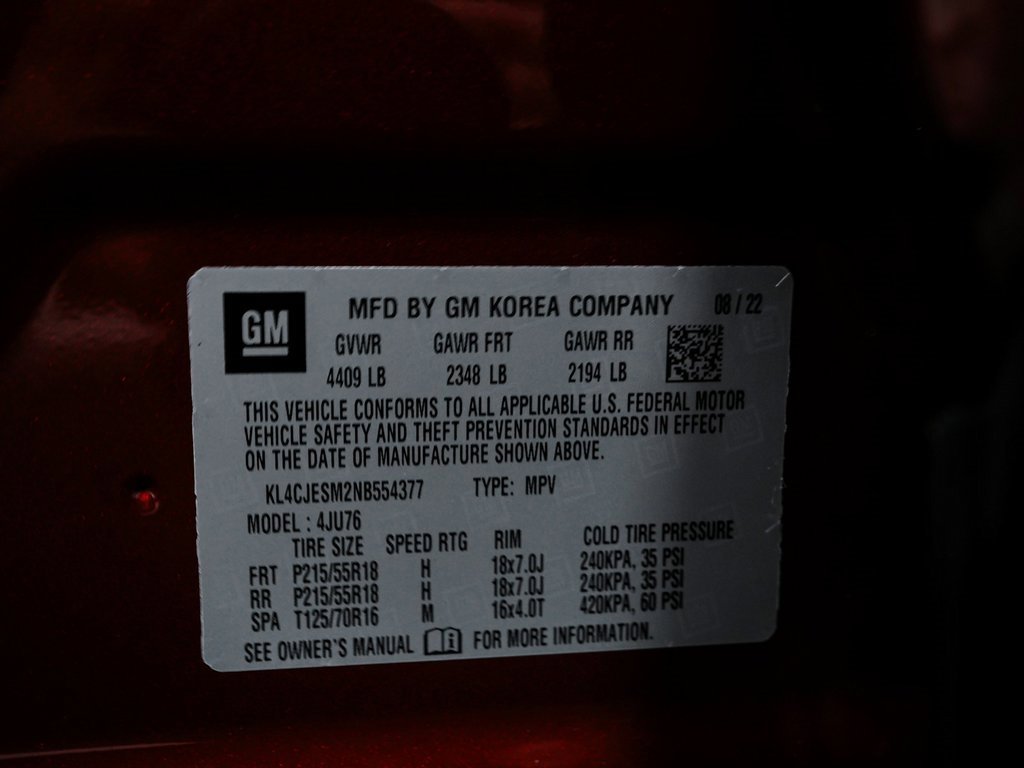 GM MFD BY GM KOREA COMPANY 08 / 22
GVWR GAWR FRT GAWR RR
4409 LB 2348 LB 2194 LB
THIS VEHICLE CONFORMS TO ALL APPLICABLE U.S. FEDERAL MOTOR
VEHICLE SAFETY AND THEFT PREVENTION STANDARDS IN EFFECT
ON THE DATE OF MANUFACTURE SHOWN ABOVE.
KL4CJESM2NB554377 TYPE: MPV
MODEL : 4JU76
TIRE SIZE SPEED RTG RIM COLD TIRE PRESSURE
FRT P215/55R18 H 18x7.0J 240KPA, 35 PSI
RR P215/55R18 H 18x7.0J 240KPA, 35 PSI
SPA T125/70R16 M 16x4.0T 420KPA, 60 PSI
SEE OWNER'S MANUAL i FOR MORE INFORMATION.